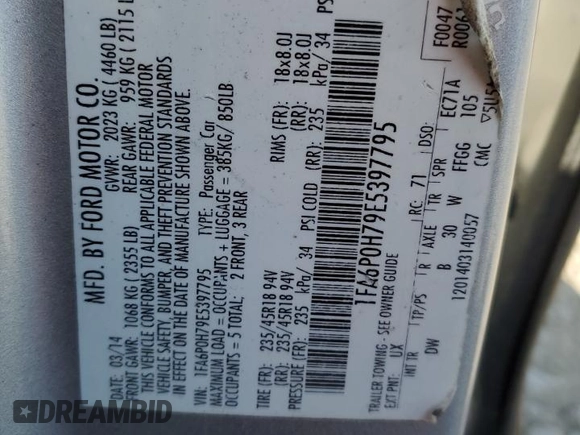 MFD. BY FORD MOTOR CO.
DATE: 03/14 GVWR: 2023 KG (4460 LB)
FRONT GAWR: 1068 KG (2355 LB) REAR GAWR: 959 KG (2115 LB
THIS VEHICLE CONFORMS TO ALL APPLICABLE FEDERAL MOTOR
VEHICLE SAFETY, BUMPER, AND THEFT PREVENTION STANDARDS
IN EFFECT ON THE DATE OF MANUFACTURE SHOWN ABOVE.
VIN: 1FA6P0H79E5397795 TYPE: Passenger Car
MAXIMUM LOAD = OCCUPANTS + LUGGAGE = 385KG/ 850LB
OCCUPANTS = 5 TOTAL: 2 FRONT, 3 REAR
TIRE (FR): 235/45R18 94V RIMS (FR): 18x8.0J
(RR): 235/45R18 94V (RR): 18x8.0J
PRESSURE (FR): 235 kPa/ 34 PSI COLD (RR): 235 kPa/ 34 PS
1FA6P0H79E5397795
TRAILER TOWING - SEE OWNER GUIDE
EXT PNT: UX RC: 71 DSO:
F0047
R0061
INT TR TP/PS R AXLE TR SPR EC71A
DW B 30 W FFGG 105
1201403140057 CMC
DREAMBID